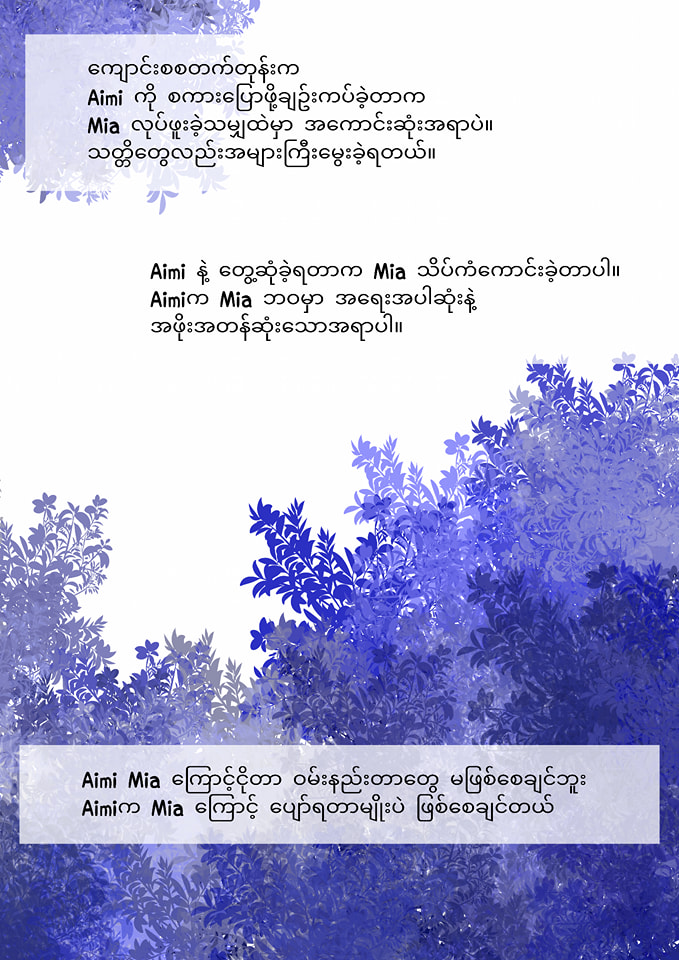 ကျောင်းစစတက်တုန်းက
Aimi ကို စကားပြောဖို့ချဥ်းကပ်ခဲ့တာက
Mia လုပ်ဖူးခဲ့သမျှထဲမှာ အကောင်းဆုံးအရာပဲ။
သတ္တိတွေလည်းအများကြီးမွေးခဲ့ရတယ်။
Aimi နဲ့ တွေ့ဆုံခဲ့ရတာက Mia သိပ်ကံကောင်းခဲ့တာပါ။
Aimiက Mia ဘဝမှာ အရေးအပါဆုံးနဲ့
အဖိုးအတန်ဆုံးသောအရာပါ။
Aimi Mia ကြောင့်ငိုတာ ဝမ်းနည်းတာတွေ မဖြစ်စေချင်ဘူး
Aimiက Mia ကြောင့် ပျော်ရတာမျိုးပဲ ဖြစ်စေချင်တယ်